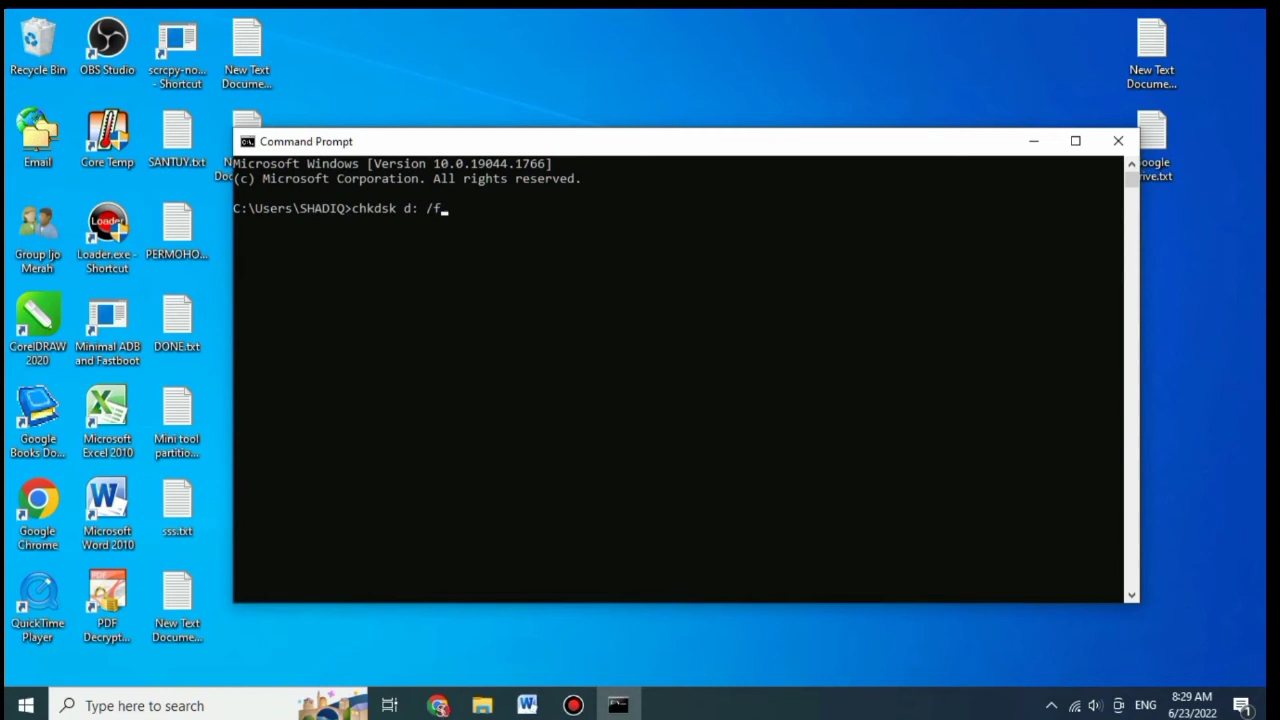 Recycle Bin
OBS Studio
scrcpy-no...
- Shortcut
New Text
Docume...
New Text
Docume...
Email
Core Temp
SANTUY.txt
Command Prompt
Microsoft Windows [Version 10.0.19044.1766]
(c) Microsoft Corporation. All rights reserved.
C:\Users\SHADIQ>chkdsk d: /f
Group Ijo
Merah
Loader
Loader.exe -
Shortcut
PERMOHO...
CorelDRAW
2020
Minimal ADB
and Fastboot
DONE.txt
Google
Books Do...
Microsoft
Excel 2010
Mini tool
partitio...
Google
Chrome
Microsoft
Word 2010
sss.txt
QuickTime
Player
PDF
Decrypt...
New Text
Docume...
Type here to search
ENG
8:29 AM
6/23/2022
1